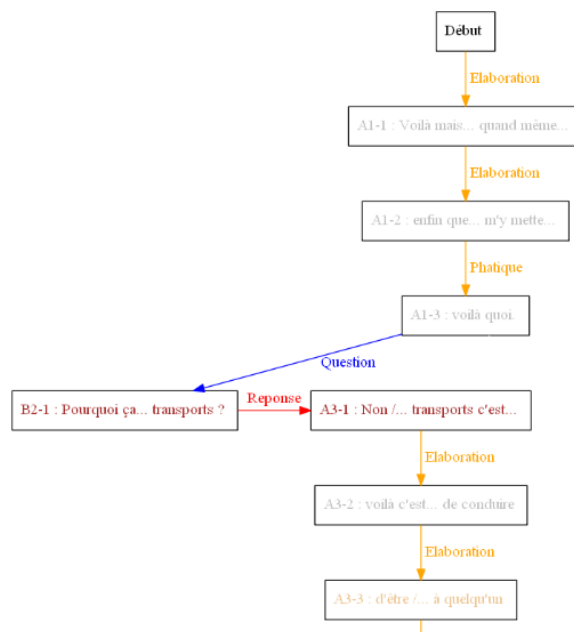 Début
Elaboration
A1-1 : Voilà mais... quand même...
Elaboration
A1-2 : enfin que... m'y mette...
Phatique
A1-3 : voilà quoi.
Question
B2-1 : Pourquoi ça... transports ?
Reponse
A3-1 : Non /... transports c'est...
Elaboration
A3-2 : voilà c'est... de conduire
Elaboration
A3-3 : d'être /... à quelqu'un